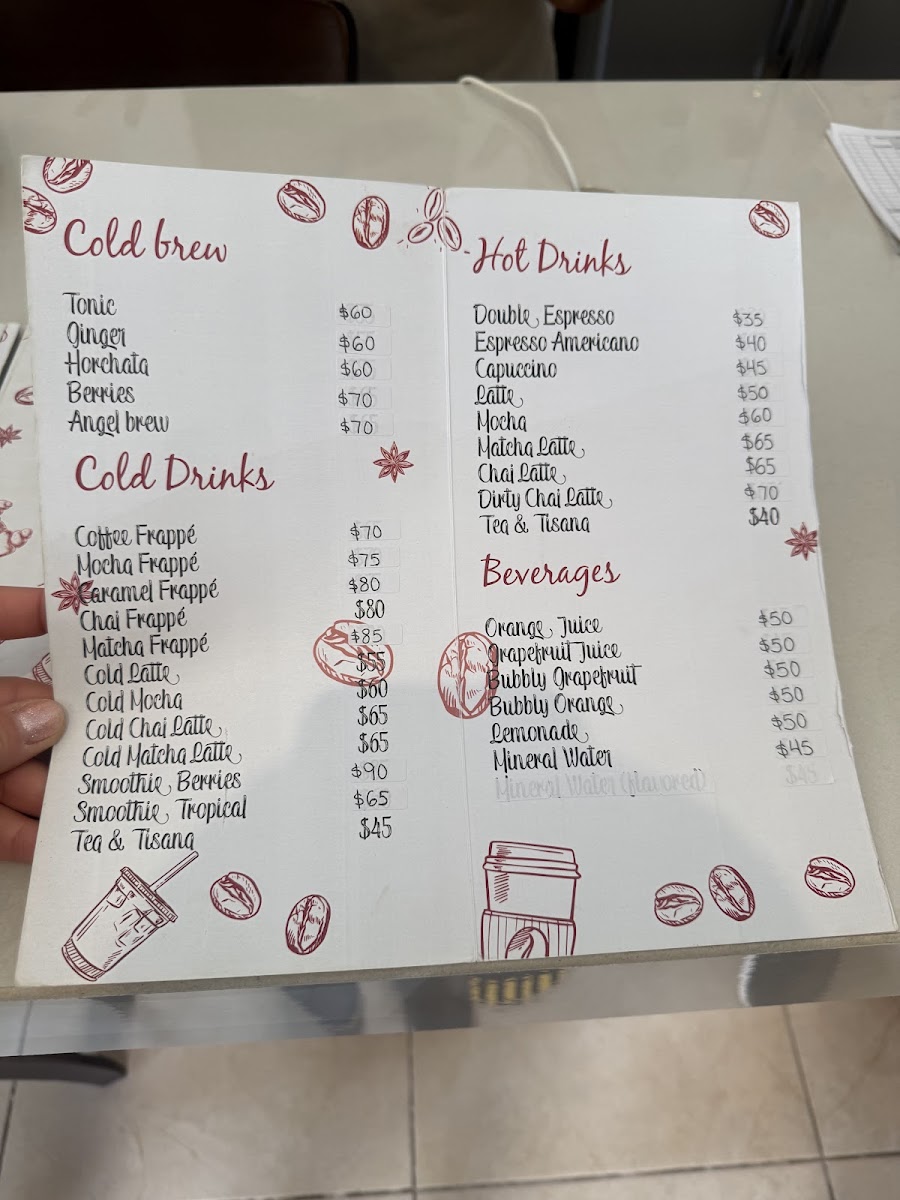 Cold brew
Tonic $60
Ginger $60
Horchata $60
Berries $70
Angel brew $70
Cold Drinks
Coffee Frappé $70
Mocha Frappé $75
Caramel Frappé $80
Chai Frappé $80
Matcha Frappé $85
Cold Latte $55
Cold Mocha $60
Cold Chai Latte $65
Cold Matcha Latte $65
Smoothie Berries $90
Smoothie Tropical $65
Tea & Tisana $45
Hot Drinks
Double Espresso $35
Espresso Americano $40
Capuccino $45
Latte $50
Mocha $60
Matcha Latte $65
Chai Latte $65
Dirty Chai Latte $70
Tea & Tisana $40
Beverages
Orange Juice $50
Grapefruit Juice $50
Bubbly Grapefruit $50
Bubbly Orange $50
Lemonade $50
Mineral Water $45
Mineral Water (flavored) $45